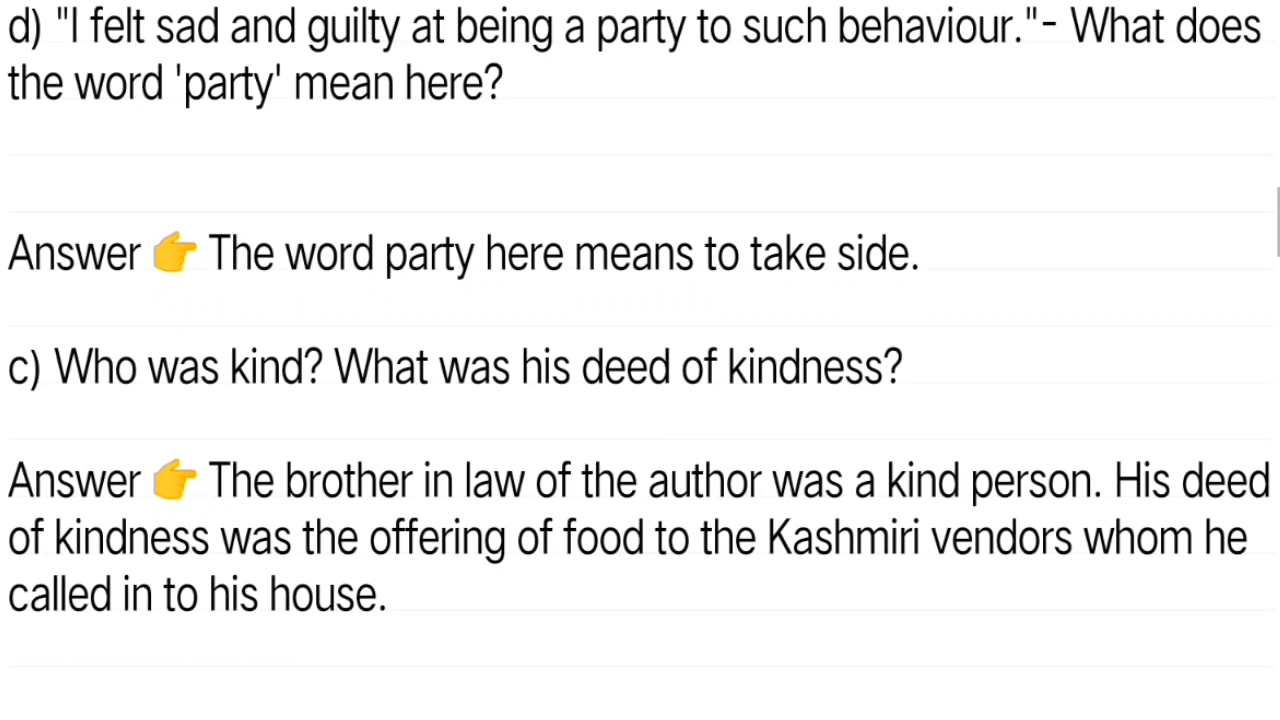 d) "I felt sad and guilty at being a party to such behaviour."- What does
the word 'party' mean here?
Answer 👉 The word party here means to take side.
c) Who was kind? What was his deed of kindness?
Answer 👉 The brother in law of the author was a kind person. His deed
of kindness was the offering of food to the Kashmiri vendors whom he
called in to his house.